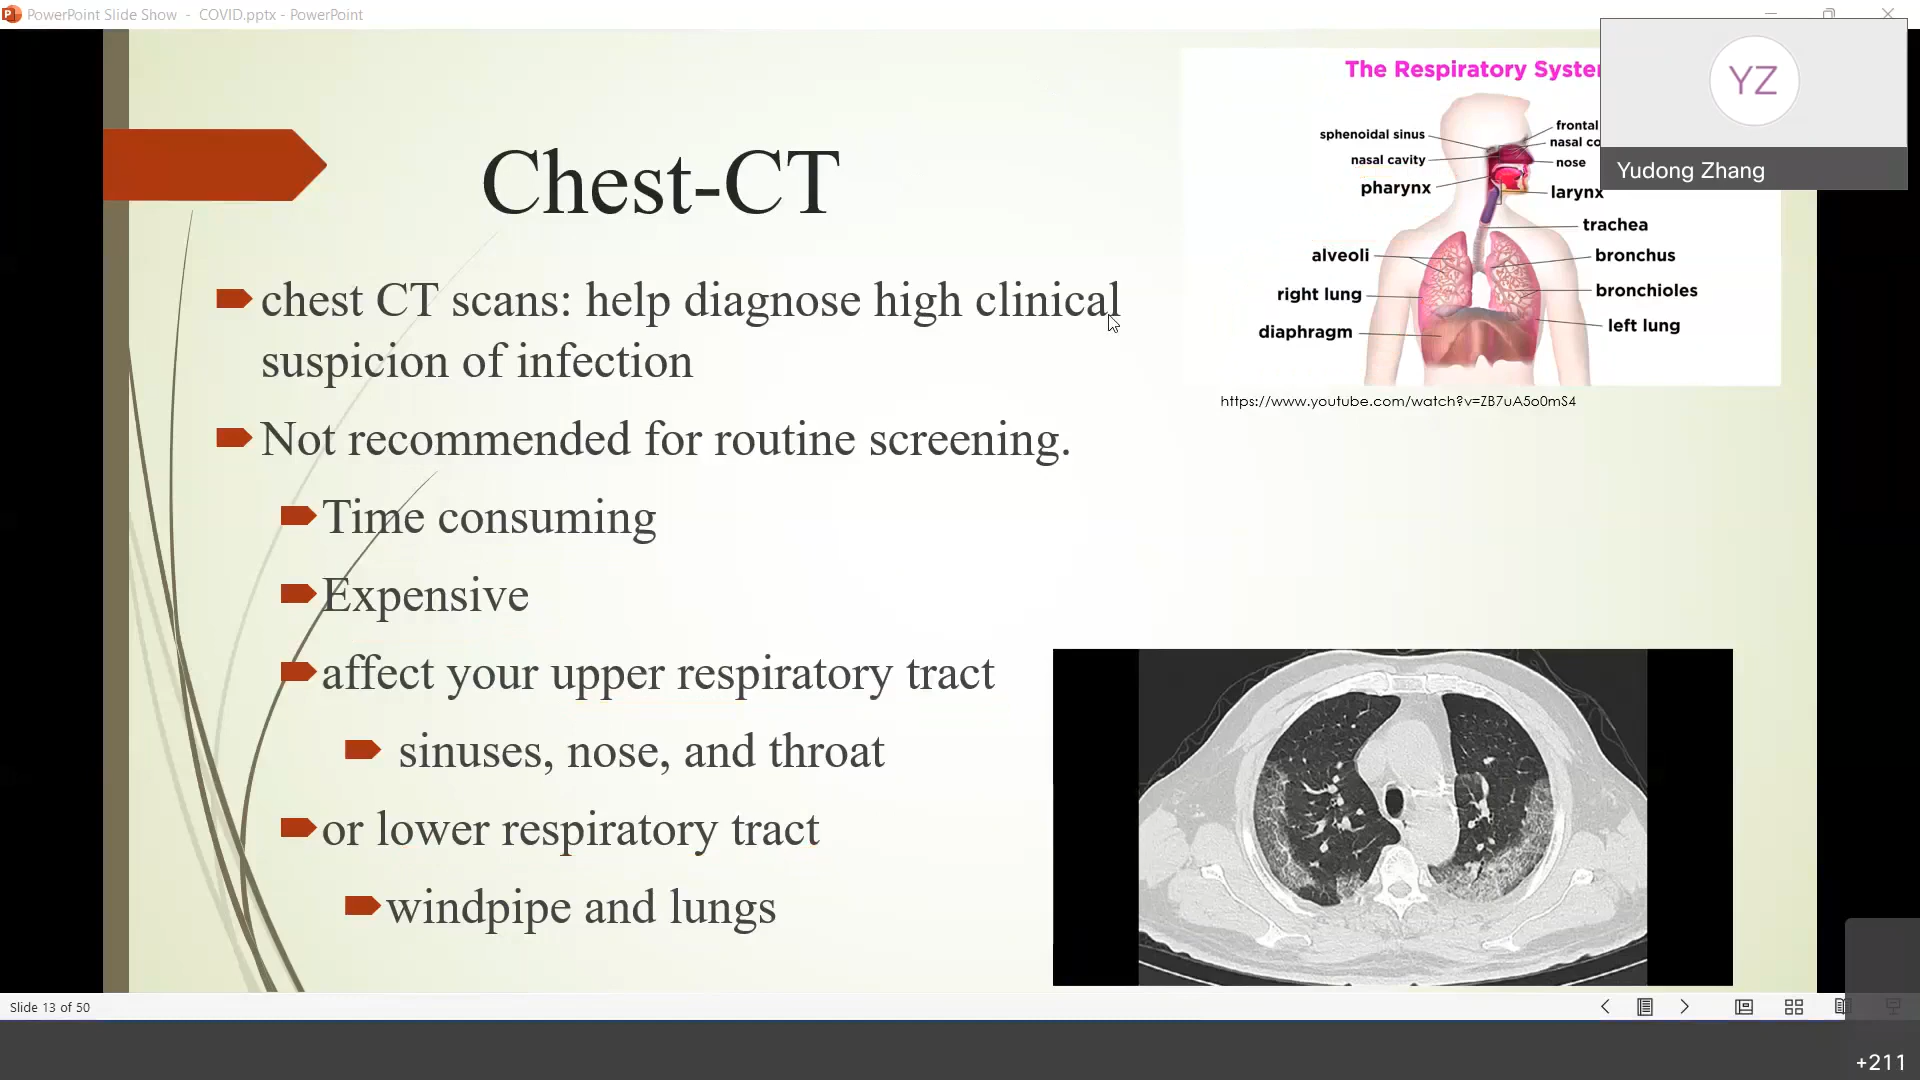 PowerPoint Slide Show - COVID.pptx - PowerPoint
Chest-CT
chest CT scans: help diagnose high clinical
suspicion of infection
Not recommended for routine screening.
Time consuming
Expensive
affect your upper respiratory tract
sinuses, nose, and throat
or lower respiratory tract
windpipe and lungs
The Respiratory Syste
sphenoidal sinus
nasal cavity
pharynx
alveoli
right lung
diaphragm
frontal
nasal co
nose
larynx
trachea
bronchus
bronchioles
left lung
https://www.youtube.com/watch?v=ZB7uA5o0mS4
YZ
Yudong Zhang
Slide 13 of 50
+211